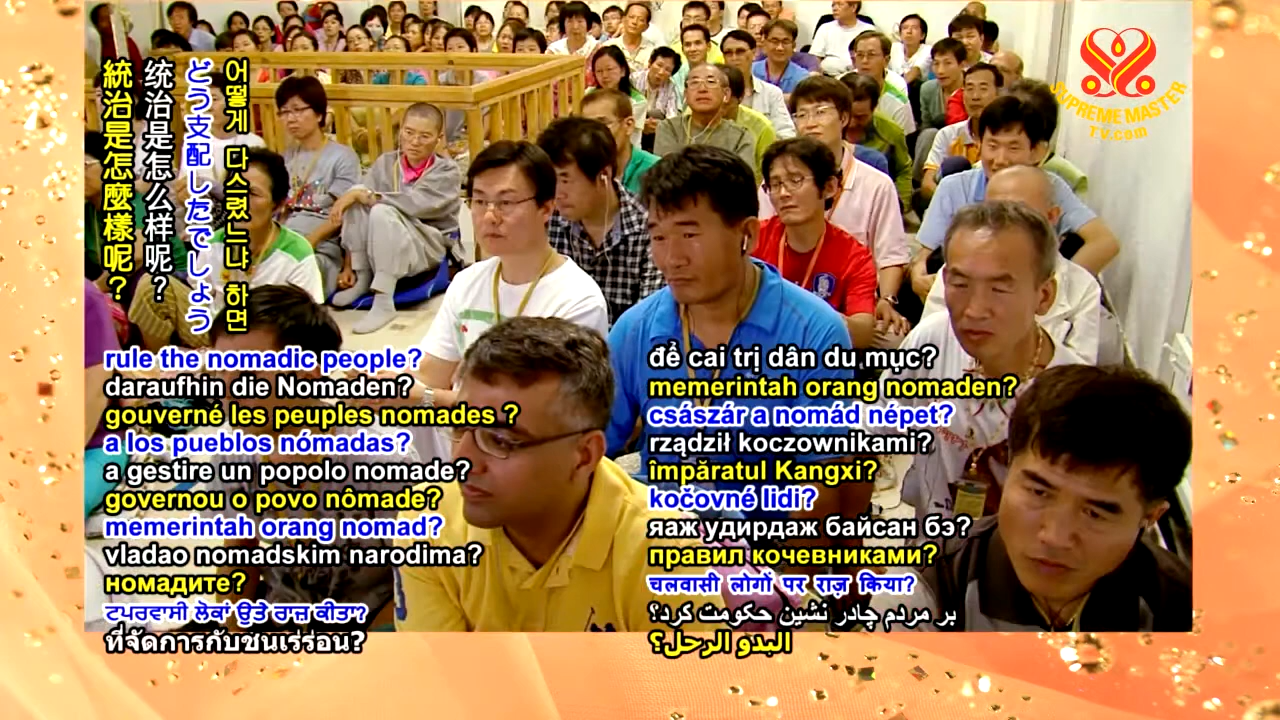 統治是怎麼樣呢？
统治是怎么样呢？
どう支配したでしょう
어떻게 다스렸느냐 하면
SUPREME MASTER
TV.com
rule the nomadic people?
daraufhin die Nomaden?
gouverné les peuples nomades ?
a los pueblos nómadas?
a gestire un popolo nomade?
governou o povo nômade?
memerintah orang nomad?
vladao nomadskim narodima?
номадите?
ਟਪਰਵਾਸੀ ਲੋਕਾਂ ਉਤੇ ਰਾਜ਼ ਕੀਤਾ?
ที่จัดการกับชนเร่ร่อน?
để cai trị dân du mục?
memerintah orang nomaden?
császár a nomád népet?
rządził koczownikami?
împăratul Kangxi?
kočovné lidi?
яаж удирдаж байсан бэ?
правил кочевниками?
चलवासी लोगों पर राज़ किया?
بر مردم چادر نشین حکومت کرد؟
البدو الرحل؟